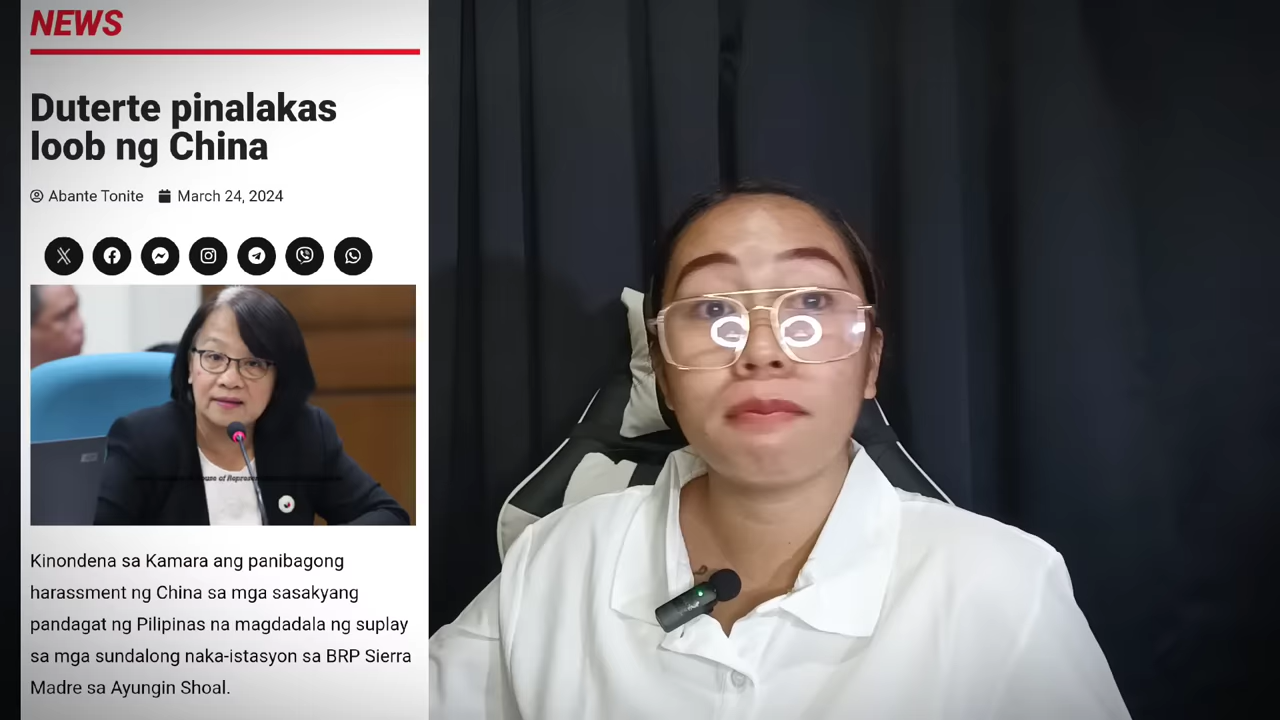 NEWS
Duterte pinalakas
loob ng China
Abante Tonite March 24, 2024
Kinondena sa Kamara ang panibagong
harassment ng China sa mga sasakyang
pandagat ng Pilipinas na magdadala ng suplay
sa mga sundalong naka-istasyon sa BRP Sierra
Madre sa Ayungin Shoal.